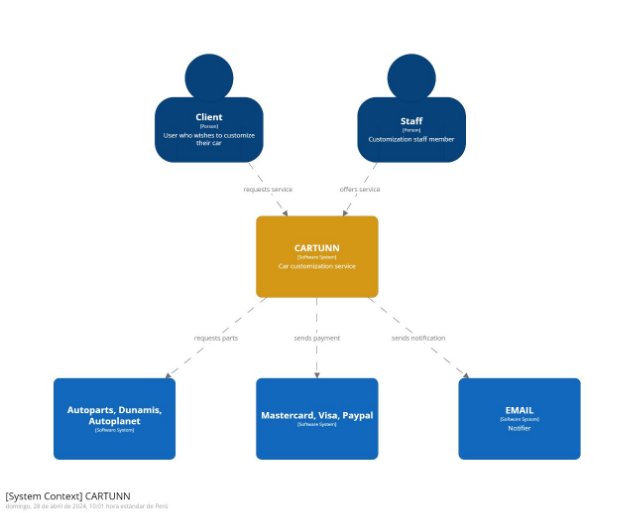 Client
[Person]
User who wishes to customize
their car
Staff
[Person]
Customization staff member
requests service
offers service
CARTUNN
[Software System]
Car customization service
requests parts
sends payment
sends notification
Autoparts, Dunamis,
Autoplanet
[Software System]
Mastercard, Visa, Paypal
[Software System]
EMAIL
[Software System]
Notifier
[System Context] CARTUNN
domingo, 28 de abril de 2024, 15:01 hora estándar de Perú